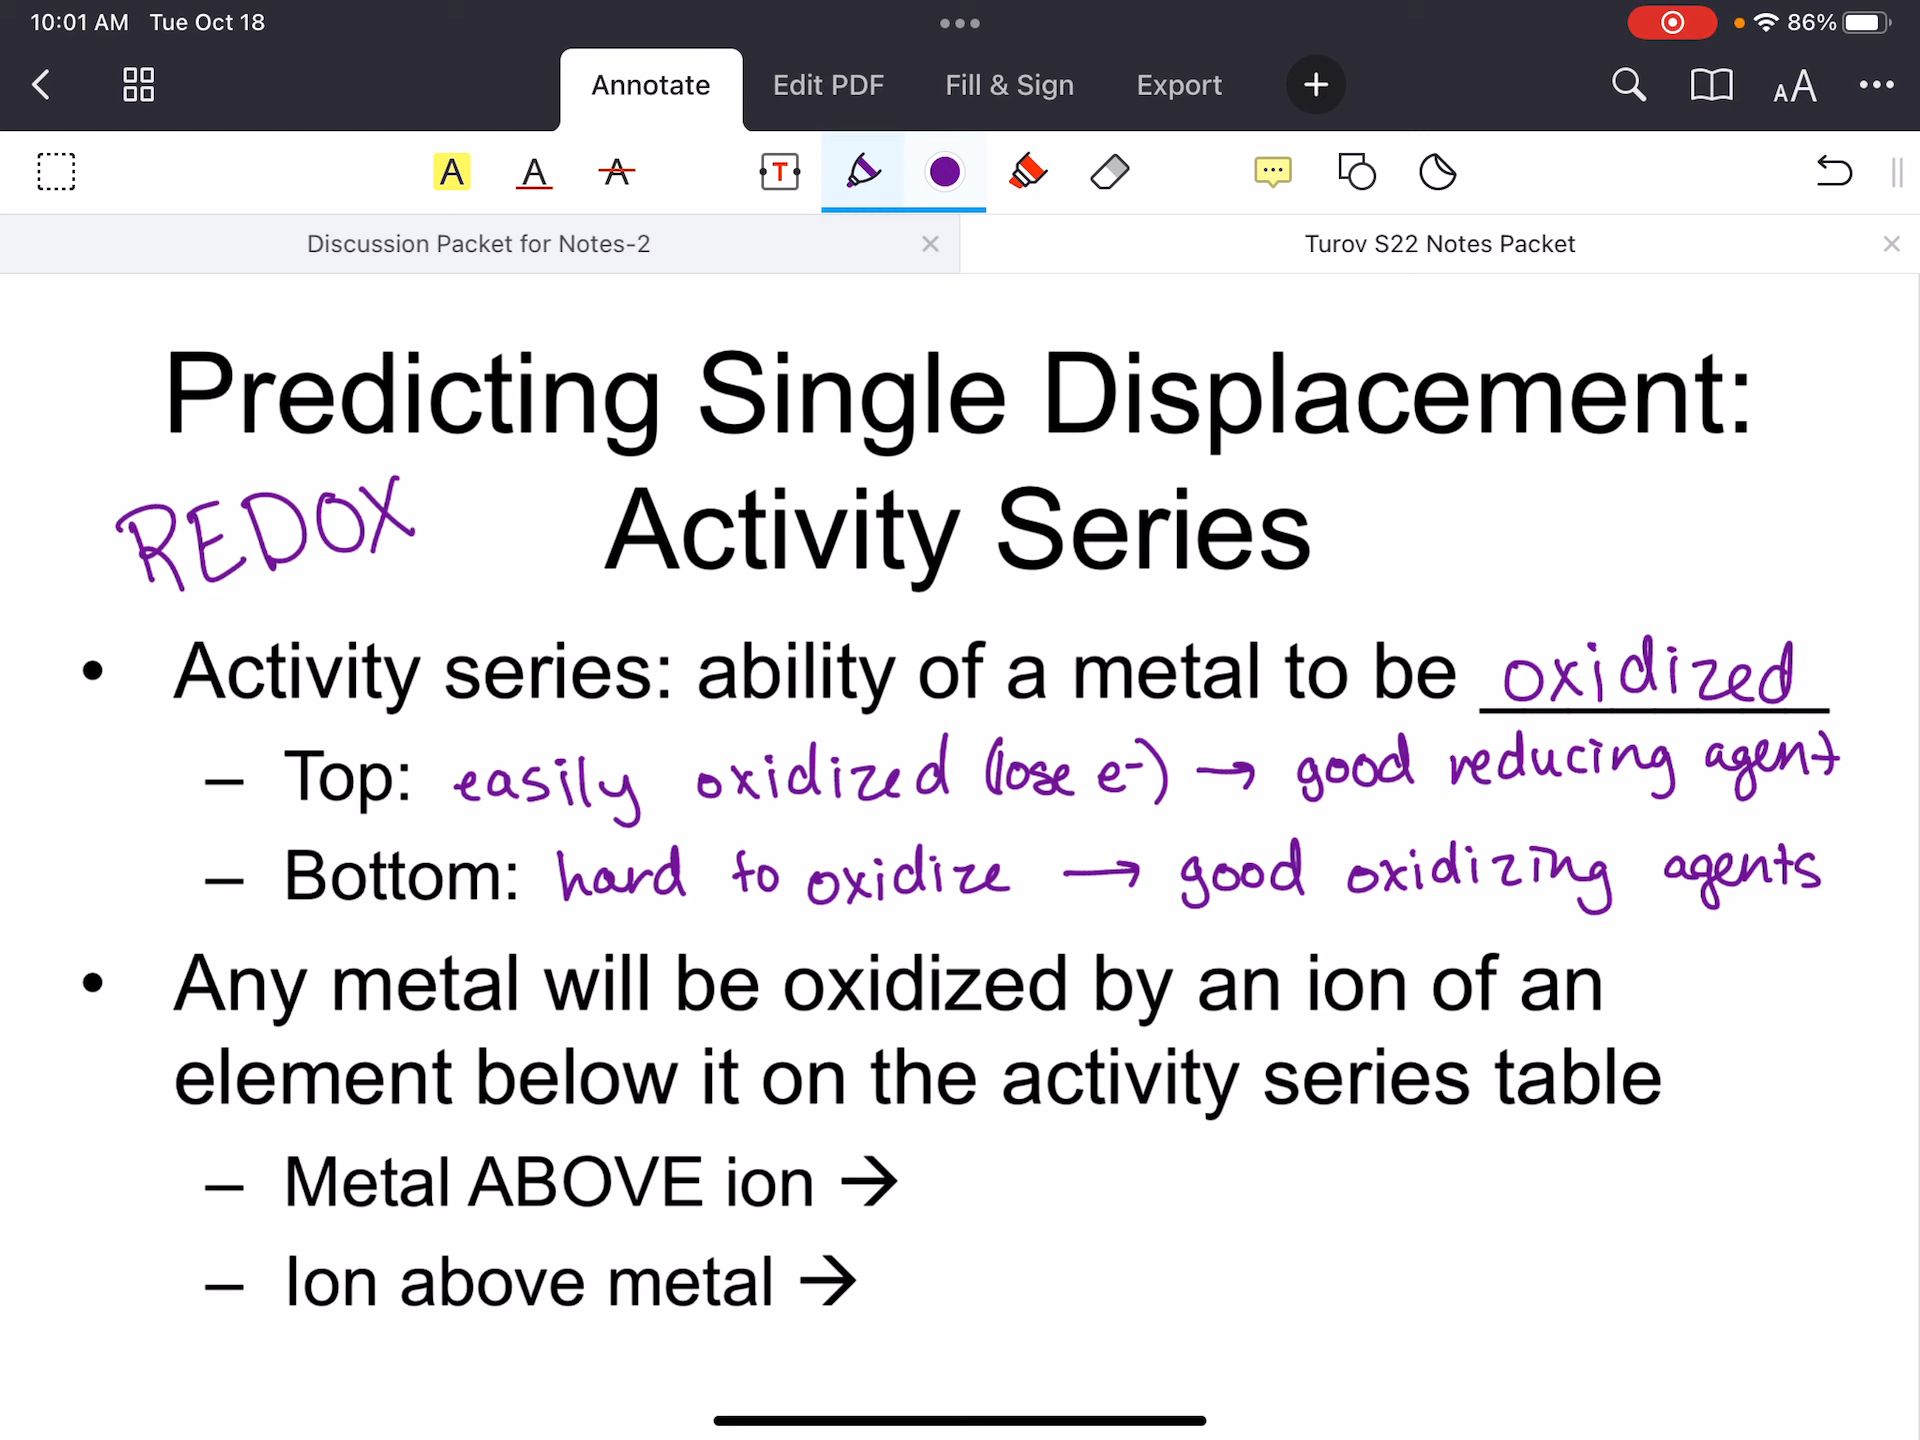 10:01 AM Tue Oct 18
86%
Annotate Edit PDF Fill & Sign Export
AA
A A A T
Discussion Packet for Notes-2
Turov S22 Notes Packet
Predicting Single Displacement:
REDOX Activity Series
• Activity series: ability of a metal to be oxidized
– Top: easily oxidized (lose e-) → good reducing agent
– Bottom: hard to oxidize → good oxidizing agents
• Any metal will be oxidized by an ion of an
element below it on the activity series table
– Metal ABOVE ion →
– Ion above metal →